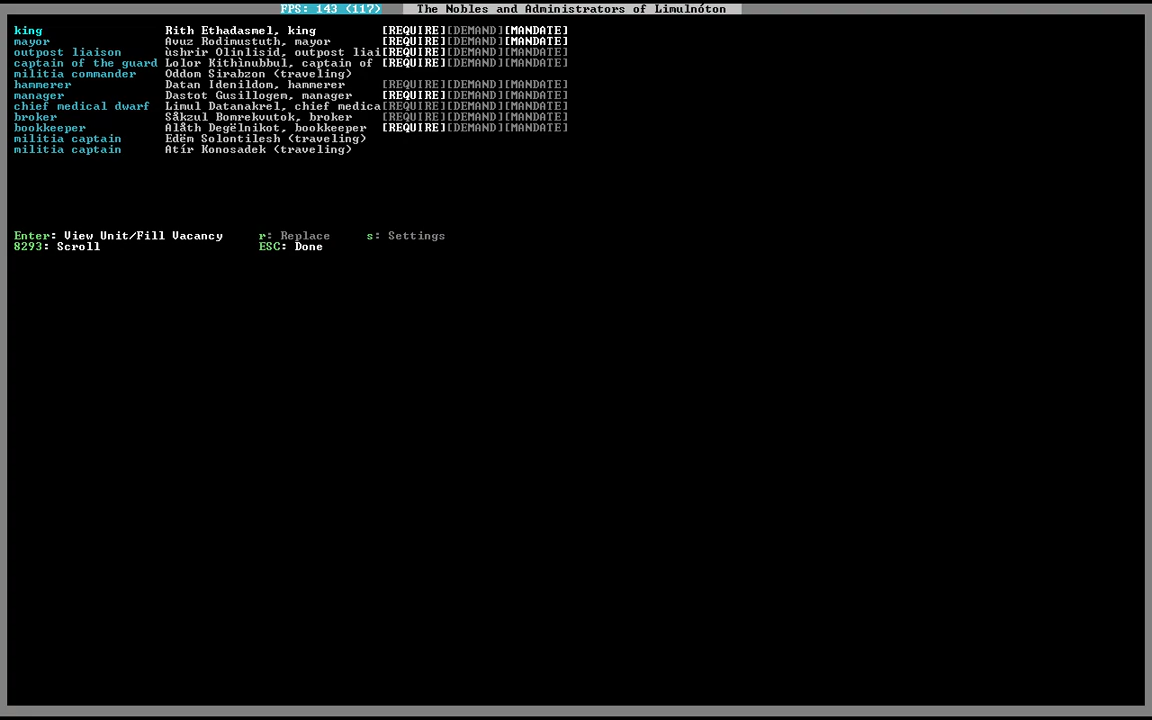 FPS: 143 (117) The Nobles and Administrators of Limulnóton
king Rith Ethadasmel, king [REQUIRE][DEMAND][MANDATE]
mayor Avuz Rodimustuth, mayor [REQUIRE][DEMAND][MANDATE]
outpost liaison ùshrir Olinlisid, outpost liai[REQUIRE][DEMAND][MANDATE]
captain of the guard Lolor Kithìnubbul, captain of [REQUIRE][DEMAND][MANDATE]
militia commander Oddom Sirabzon (traveling)
hammerer Datan Idenildom, hammerer [REQUIRE][DEMAND][MANDATE]
manager Dastot Gusillogem, manager [REQUIRE][DEMAND][MANDATE]
chief medical dwarf Limul Datanakrel, chief medica[REQUIRE][DEMAND][MANDATE]
broker Såkzul Bomrekvutok, broker [REQUIRE][DEMAND][MANDATE]
bookkeeper Alåth Degëlnikot, bookkeeper [REQUIRE][DEMAND][MANDATE]
militia captain Edëm Solontilesh (traveling)
militia captain Atír Konosadek (traveling)
Enter: View Unit/Fill Vacancy r: Replace s: Settings
8293: Scroll ESC: Done